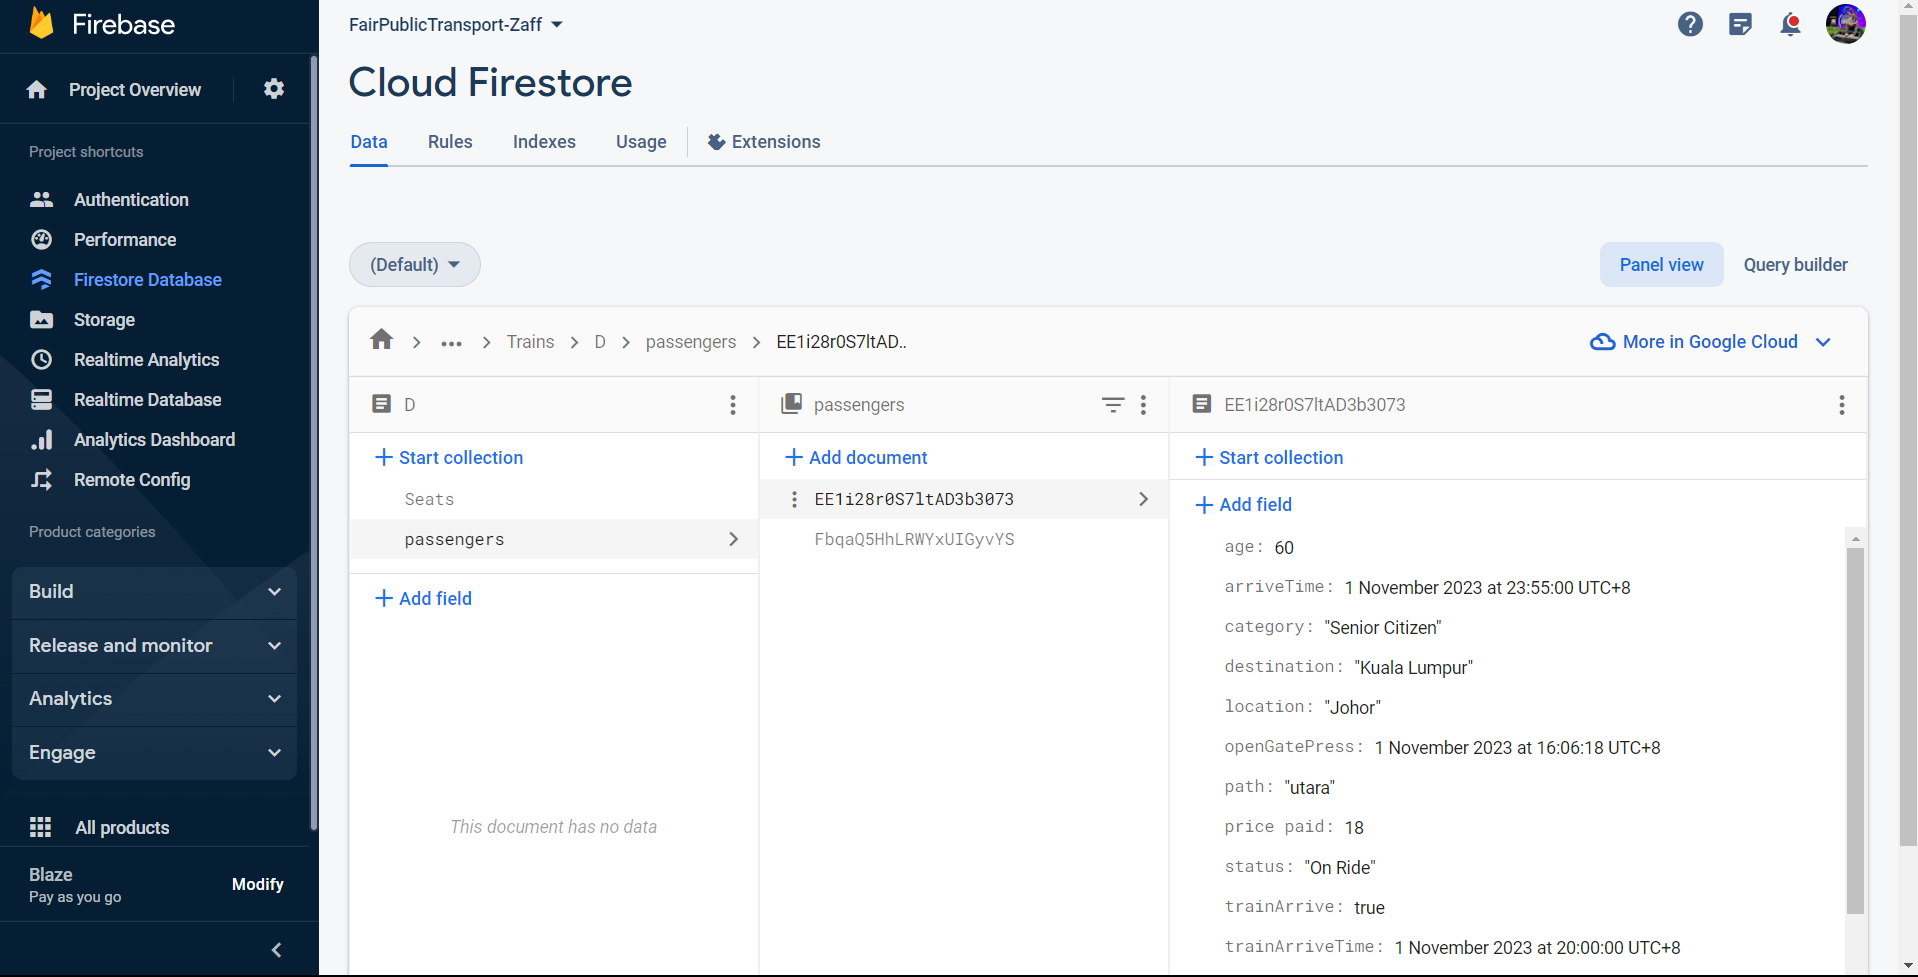 Firebase
Project Overview
Project shortcuts
Authentication
Performance
Firestore Database
Storage
Realtime Analytics
Realtime Database
Analytics Dashboard
Remote Config
Product categories
Build
Release and monitor
Analytics
Engage
All products
Blaze
Pay as you go
Modify
FairPublicTransport-Zaff
Cloud Firestore
Data Rules Indexes Usage Extensions
(Default)
Panel view Query builder
••• Trains D passengers EE1i28r0S7ltAD..
More in Google Cloud
D
Start collection
Seats
passengers
Add field
This document has no data
passengers
Add document
EE1i28r0S7ltAD3b3073
FbqaQ5HhLRWYxUIGyvYS
EE1i28r0S7ltAD3b3073
Start collection
Add field
age: 60
arriveTime: 1 November 2023 at 23:55:00 UTC+8
category: "Senior Citizen"
destination: "Kuala Lumpur"
location: "Johor"
openGatePress: 1 November 2023 at 16:06:18 UTC+8
path: "utara"
price paid: 18
status: "On Ride"
trainArrive: true
trainArriveTime: 1 November 2023 at 20:00:00 UTC+8